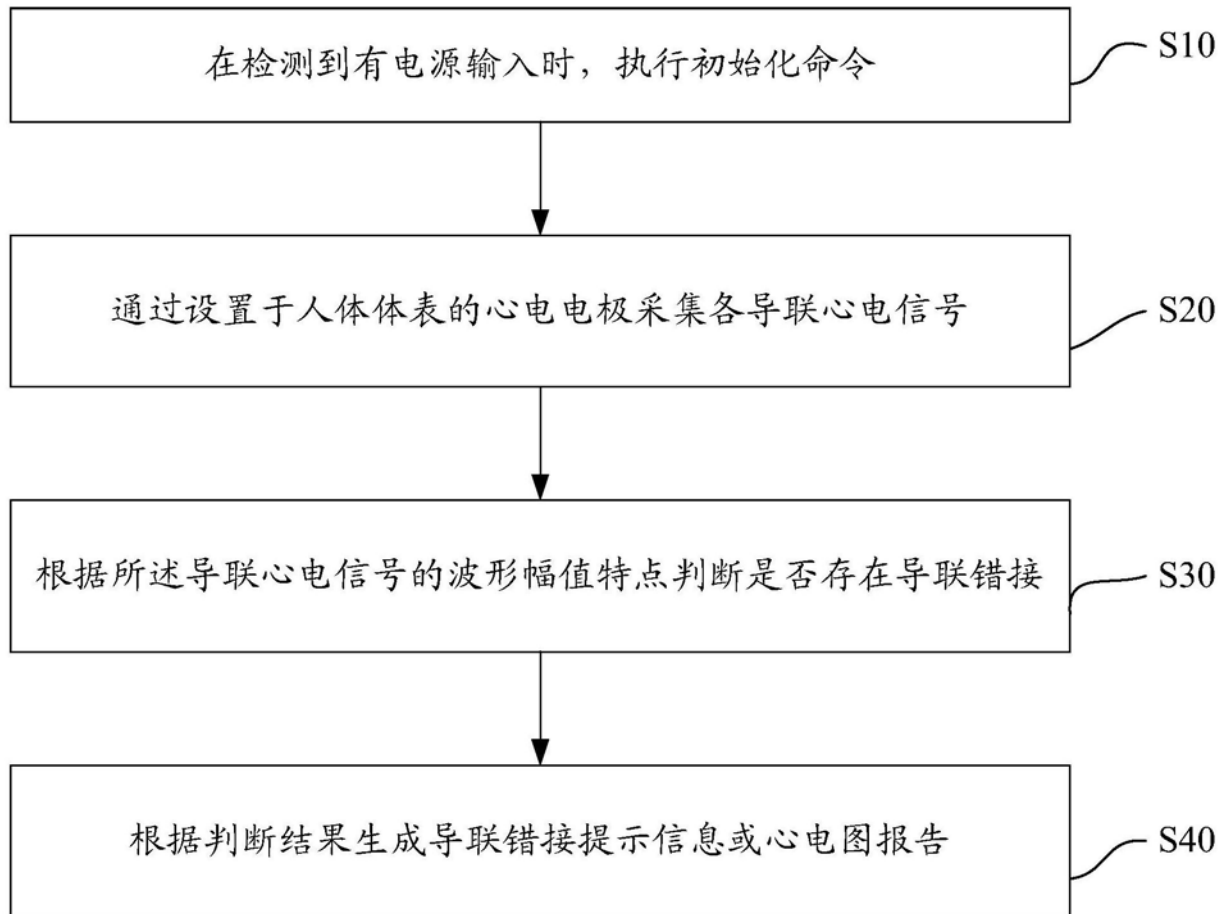 在检测到有电源输入时，执行初始化命令
S10
通过设置于人体体表的心电电极采集各导联心电信号
S20
根据所述导联心电信号的波形幅值特点判断是否存在导联错接
S30
根据判断结果生成导联错接提示信息或心电图报告
S40